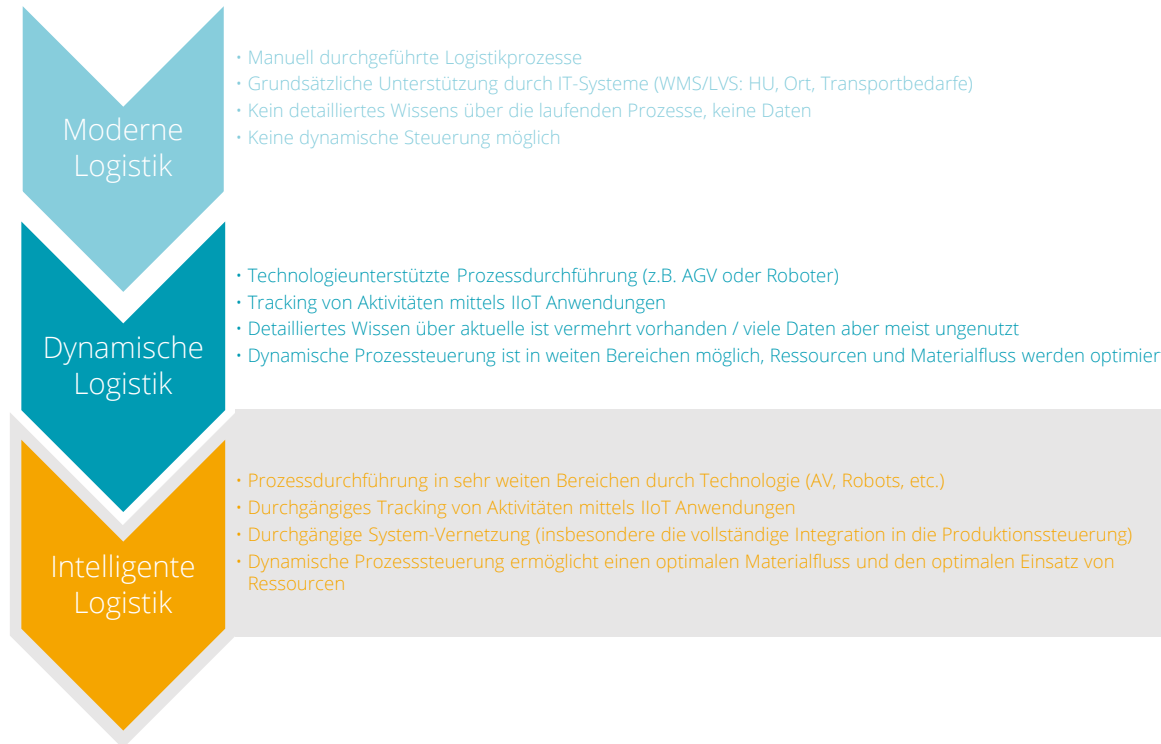 Moderne
Logistik
• Manuell durchgeführte Logistikprozesse
• Grundsätzliche Unterstützung durch IT-Systeme (WMS/LVS: HU, Ort, Transportbedarfe)
• Kein detailliertes Wissens über die laufenden Prozesse, keine Daten
• Keine dynamische Steuerung möglich
Dynamische
Logistik
• Technologieunterstützte Prozessdurchführung (z.B. AGV oder Roboter)
• Tracking von Aktivitäten mittels IIoT Anwendungen
• Detailliertes Wissen über aktuelle ist vermehrt vorhanden / viele Daten aber meist ungenutzt
• Dynamische Prozessteuerung ist in weiten Bereichen möglich, Ressourcen und Materialfluss werden optimier
Intelligente
Logistik
• Prozessdurchführung in sehr weiten Bereichen durch Technologie (AV, Robots, etc.)
• Durchgängiges Tracking von Aktivitäten mittels IIoT Anwendungen
• Durchgängige System-Vernetzung (insbesondere die vollständige Integration in die Produktionssteuerung)
• Dynamische Prozesssteuerung ermöglicht einen optimalen Materialfluss und den optimalen Einsatz von
Ressourcen